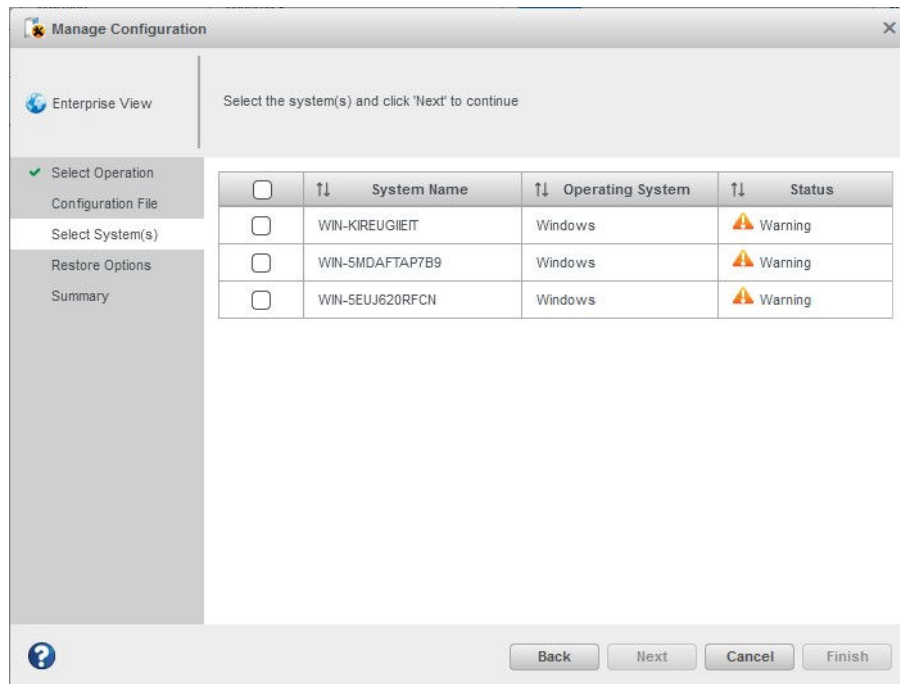 Manage Configuration
Enterprise View
Select the system(s) and click 'Next' to continue
Select Operation
Configuration File
Select System(s)
Restore Options
Summary
System Name Operating System Status
WIN-KIREUGIIEIT Windows Warning
WIN-5MDAFTAP7B9 Windows Warning
WIN-5EUJ620RFCN Windows Warning
Back Next Cancel Finish